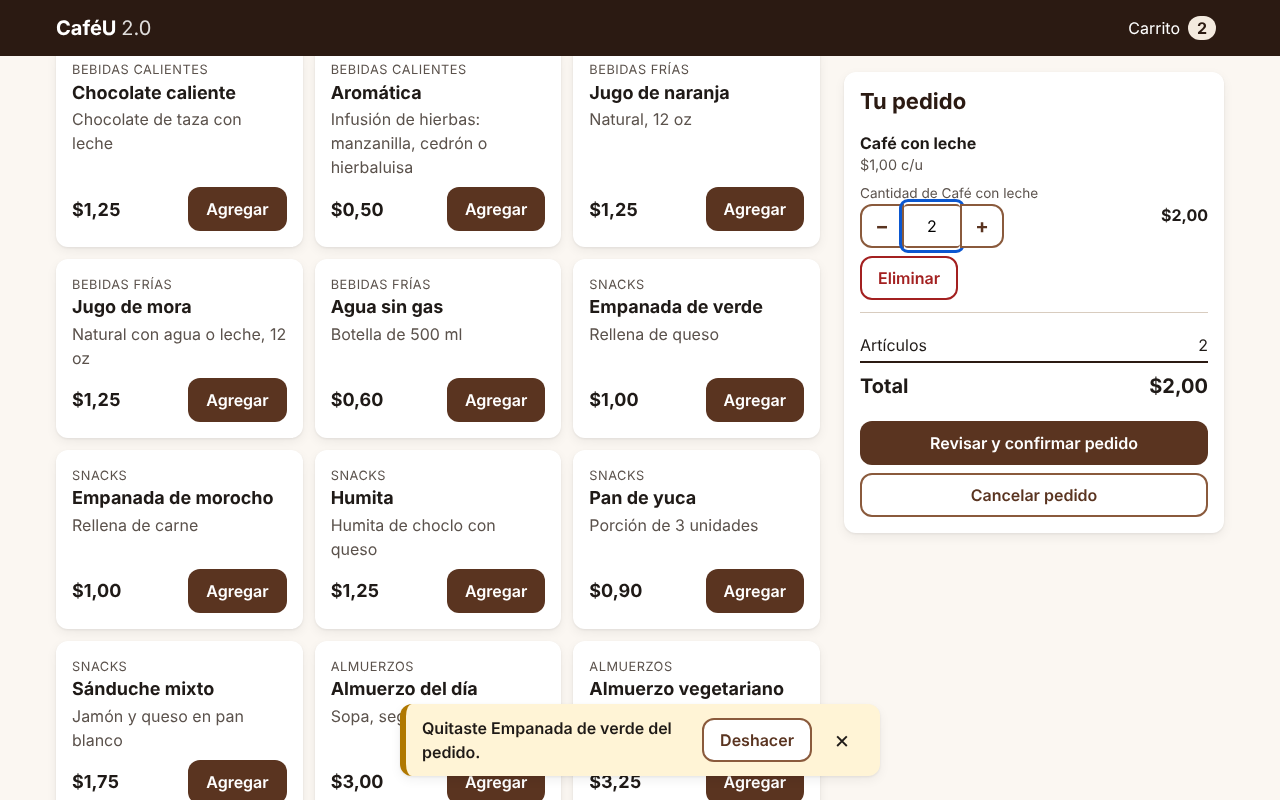 CaféU 2.0
Carrito 2
BEBIDAS CALIENTES
Chocolate caliente
Chocolate de taza con
leche
$1,25
Agregar
BEBIDAS CALIENTES
Aromática
Infusión de hierbas:
manzanilla, cedrón o
hierbaluisa
$0,50
Agregar
BEBIDAS FRÍAS
Jugo de naranja
Natural, 12 oz
$1,25
Agregar
BEBIDAS FRÍAS
Jugo de mora
Natural con agua o leche, 12
oz
$1,25
Agregar
BEBIDAS FRÍAS
Agua sin gas
Botella de 500 ml
$0,60
Agregar
SNACKS
Empanada de verde
Rellena de queso
$1,00
Agregar
SNACKS
Empanada de morocho
Rellena de carne
$1,00
Agregar
SNACKS
Humita
Humita de choclo con
queso
$1,25
Agregar
SNACKS
Pan de yuca
Porción de 3 unidades
$0,90
Agregar
SNACKS
Sánduche mixto
Jamón y queso en pan
blanco
$1,75
Agregar
ALMUERZOS
Almuerzo del día
Sopa,
$3,00
Agregar
ALMUERZOS
Almuerzo vegetariano
$3,25
Agregar
Tu pedido
Café con leche
$1,00 c/u
Cantidad de Café con leche
− 2 +
$2,00
Eliminar
Artículos 2
Total $2,00
Revisar y confirmar pedido
Cancelar pedido
Quitaste Empanada de verde del
pedido.
Deshacer
×